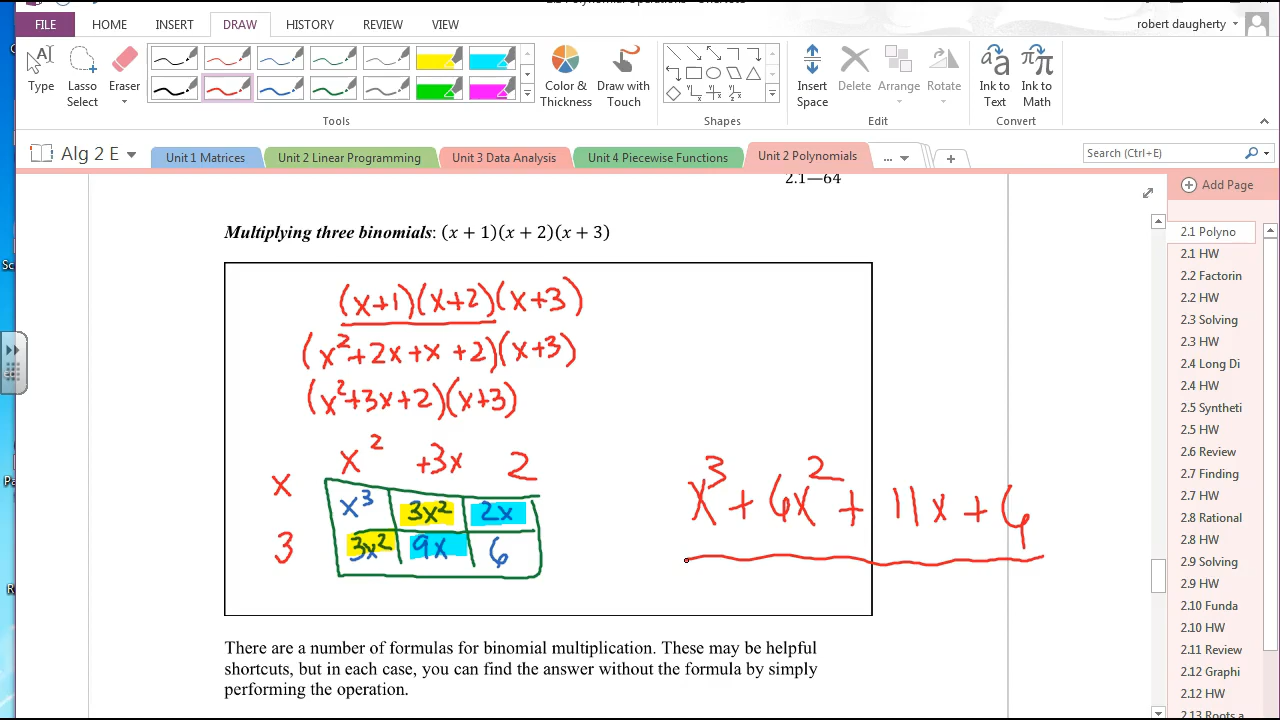 robert daugherty
FILE HOME INSERT DRAW HISTORY REVIEW VIEW
Type
Lasso Select
Eraser
Color & Thickness
Draw with Touch
Insert Space
Delete
Arrange
Rotate
Ink to Text
Ink to Math
Tools Shapes Edit Convert
Alg 2 E Unit 1 Matrices Unit 2 Linear Programming Unit 3 Data Analysis Unit 4 Piecewise Functions Unit 2 Polynomials ... + Search (Ctrl+E)
2.1—64
Multiplying three binomials: (x + 1)(x + 2)(x + 3)
(x+1)(x+2)(x+3)
(x²+2x+x+2)(x+3)
(x²+3x+2)(x+3)
x² +3x 2
x x³ 3x² 2x
3 3x² 9x 6
x³+6x²+11x+6
There are a number of formulas for binomial multiplication. These may be helpful
shortcuts, but in each case, you can find the answer without the formula by simply
performing the operation.
Add Page
2.1 Polyno
2.1 HW
2.2 Factorin
2.2 HW
2.3 Solving
2.3 HW
2.4 Long Di
2.4 HW
2.5 Syntheti
2.5 HW
2.6 Review
2.7 Finding
2.7 HW
2.8 Rational
2.8 HW
2.9 Solving
2.9 HW
2.10 Funda
2.10 HW
2.11 Review
2.12 Graphi
2.12 HW
2.13 Roots a